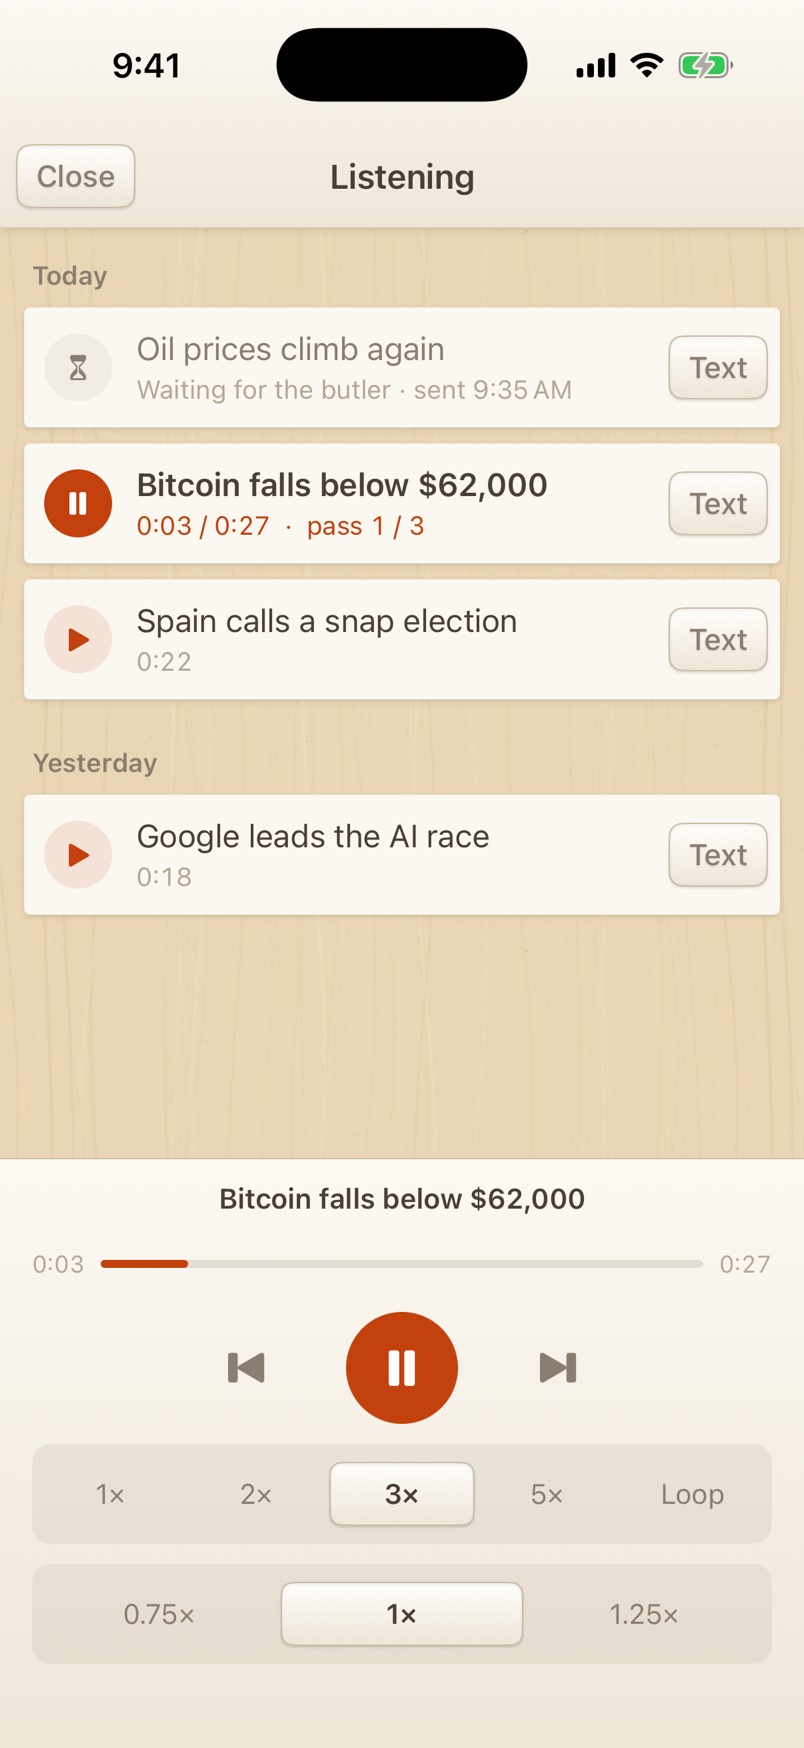 9:41
Close
Listening
Today
Oil prices climb again
Waiting for the butler · sent 9:35 AM
Text
Bitcoin falls below $62,000
0:03 / 0:27 · pass 1 / 3
Text
Spain calls a snap election
0:22
Text
Yesterday
Google leads the AI race
0:18
Text
Bitcoin falls below $62,000
0:03
0:27
1×
2×
3×
5×
Loop
0.75×
1×
1.25×